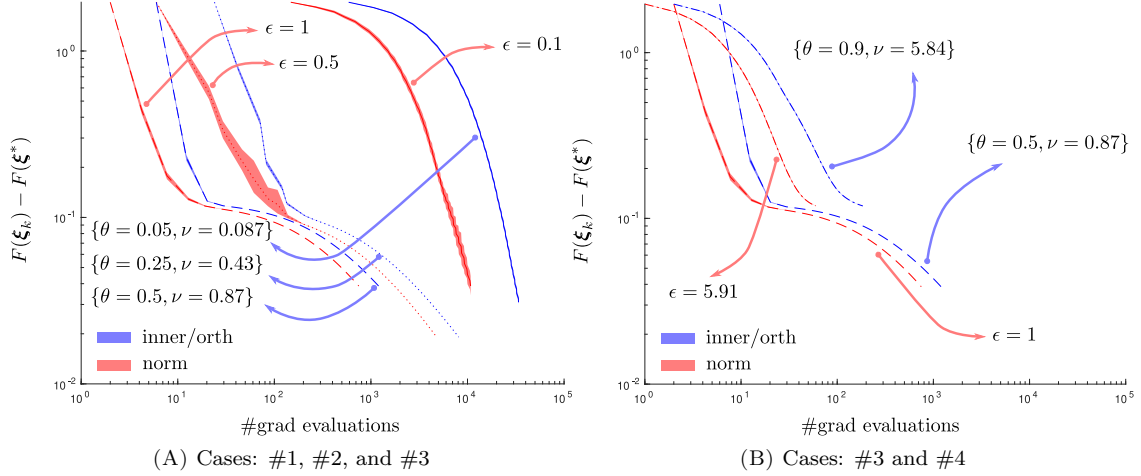 ϵ = 1
ϵ = 0.5
ϵ = 0.1
10^0
10^-1
10^-2
F(ξ_k) − F(ξ*)
{θ = 0.05, ν = 0.087}
{θ = 0.25, ν = 0.43}
{θ = 0.5, ν = 0.87}
inner/orth
norm
10^0 10^1 10^2 10^3 10^4 10^5
#grad evaluations
(A) Cases: #1, #2, and #3
{θ = 0.9, ν = 5.84}
{θ = 0.5, ν = 0.87}
10^0
10^-1
10^-2
F(ξ_k) − F(ξ*)
ϵ = 5.91
ϵ = 1
inner/orth
norm
10^0 10^1 10^2 10^3 10^4 10^5
#grad evaluations
(B) Cases: #3 and #4